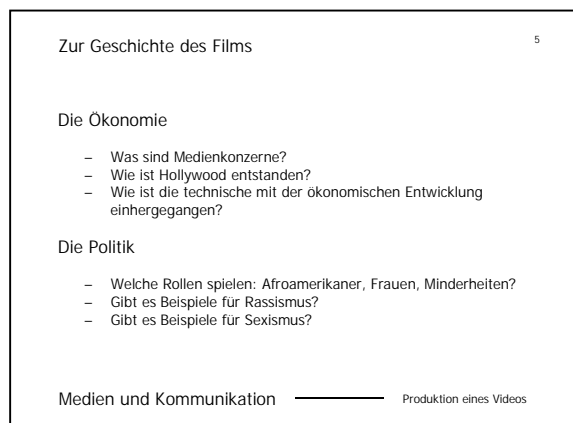 Zur Geschichte des Films 5
Die Ökonomie
– Was sind Medienkonzerne?
– Wie ist Hollywood entstanden?
– Wie ist die technische mit der ökonomischen Entwicklung
einhergegangen?
Die Politik
– Welche Rollen spielen: Afroamerikaner, Frauen, Minderheiten?
– Gibt es Beispiele für Rassismus?
– Gibt es Beispiele für Sexismus?
Medien und Kommunikation Produktion eines Videos